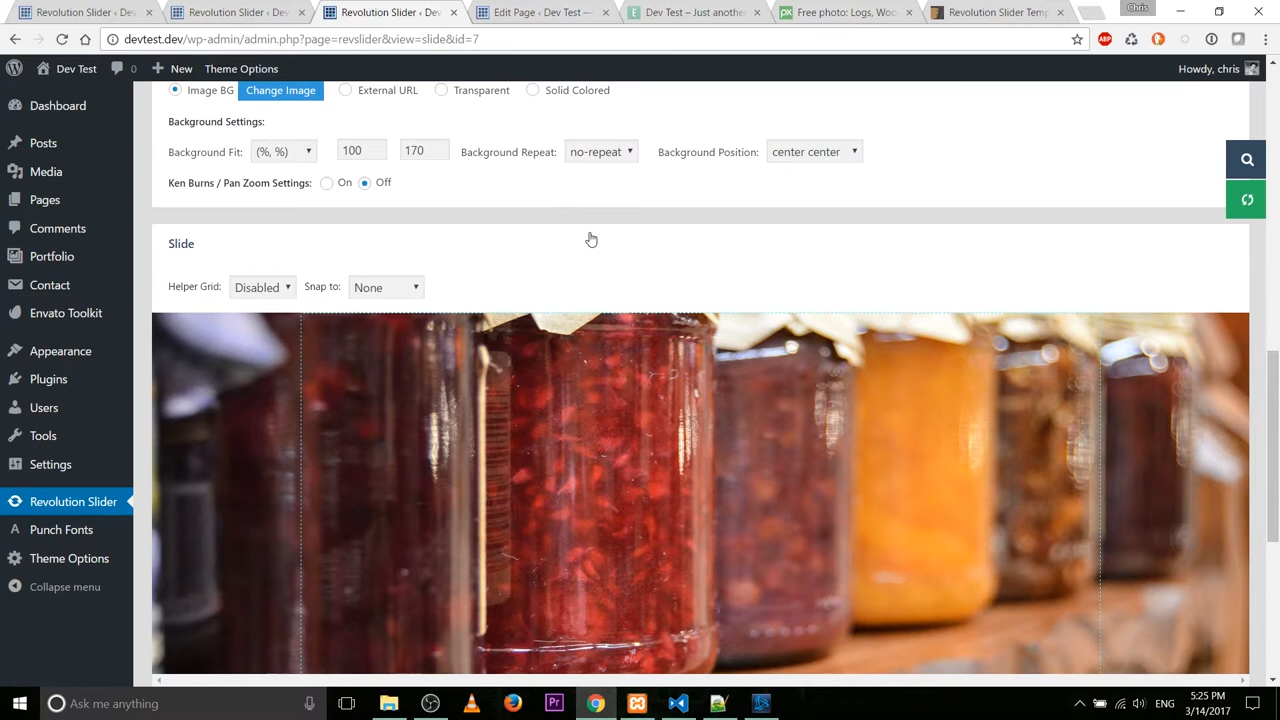 Revolution Slider ‹ Dev
Revolution Slider ‹ Dev
Revolution Slider ‹ Dev
Edit Page ‹ Dev Test —
Dev Test – Just another
Free photo: Logs, Woo
Revolution Slider Temp
Chris
devtest.dev/wp-admin/admin.php?page=revslider&view=slide&id=7
ABP
Dev Test
0
New
Theme Options
Howdy, chris
Dashboard
Posts
Media
Pages
Comments
Portfolio
Contact
Envato Toolkit
Appearance
Plugins
Users
Tools
Settings
Revolution Slider
Punch Fonts
Theme Options
Collapse menu
Image BG
Change Image
External URL
Transparent
Solid Colored
Background Settings:
Background Fit:
(%, %)
100
170
Background Repeat:
no-repeat
Background Position:
center center
Ken Burns / Pan Zoom Settings:
On
Off
Slide
Helper Grid:
Disabled
Snap to:
None
Ask me anything
Pr
ENG
5:25 PM
3/14/2017